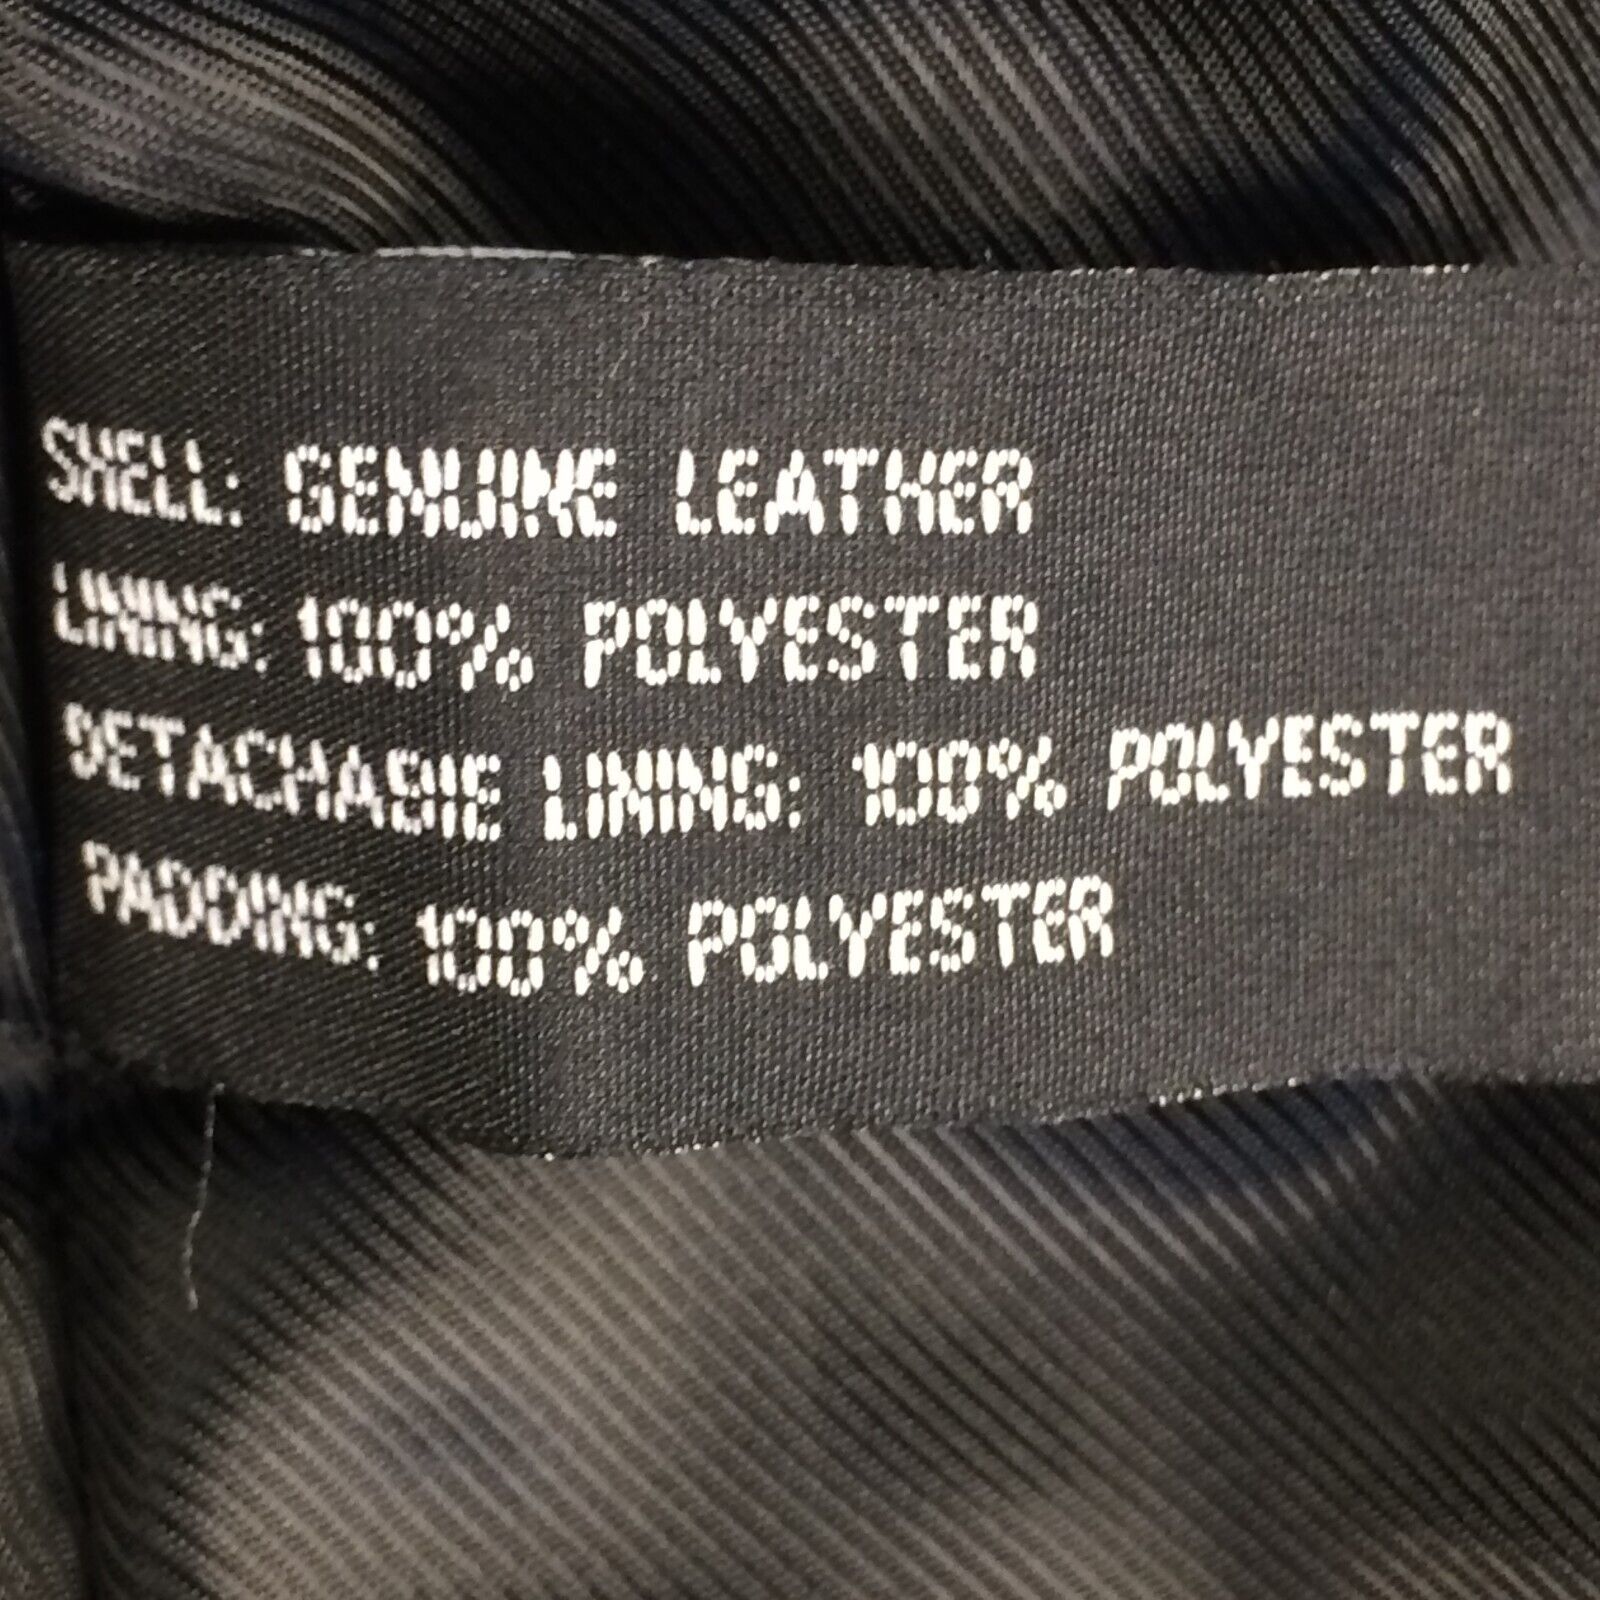 SHELL: GENUINE LEATHER
LINING: 100% POLYESTER
DETACHABLE LINING: 100% POLYESTER
PADDING: 100% POLYESTER